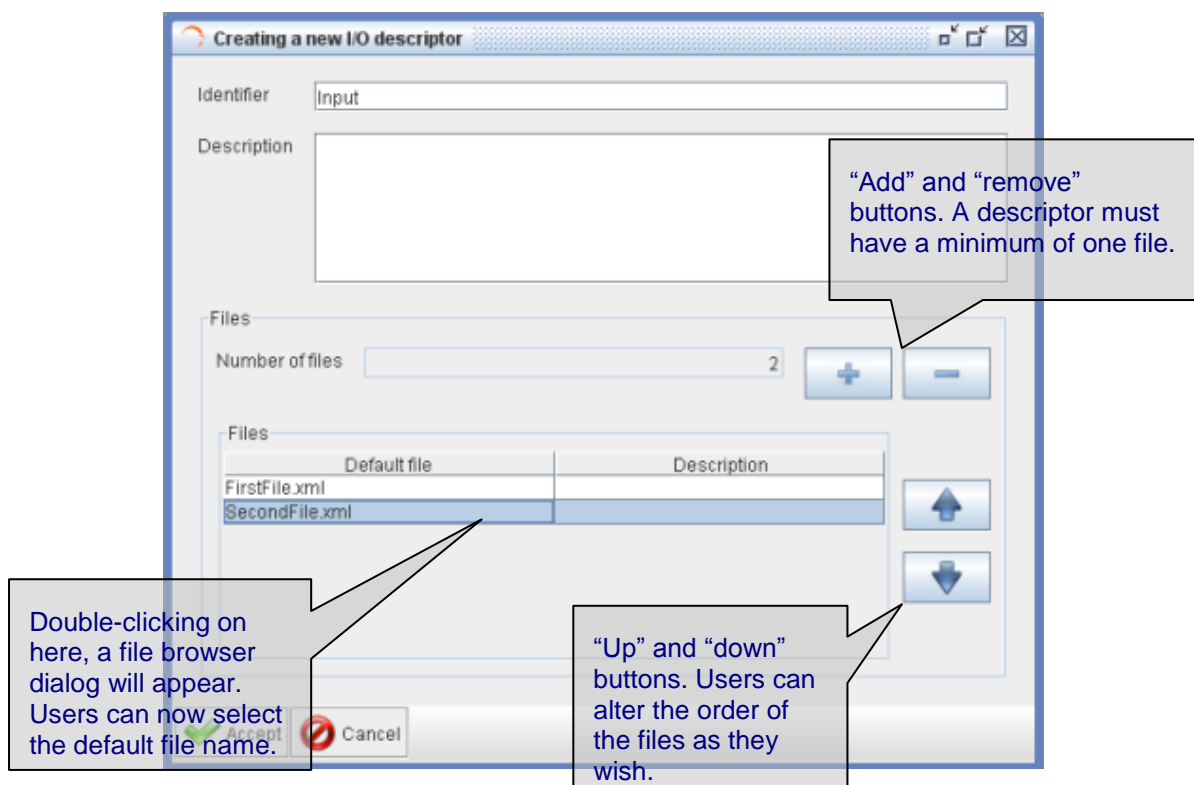 Creating a new I/O descriptor
Identifier
Input
Description
“Add” and “remove”
buttons. A descriptor must
have a minimum of one file.
Files
Number of files
2
Files
Default file
Description
FirstFile.xml
SecondFile.xml
Double-clicking on
here, a file browser
dialog will appear.
Users can now select
the default file name.
“Up” and “down”
buttons. Users can
alter the order of
the files as they
wish.
Accept
Cancel